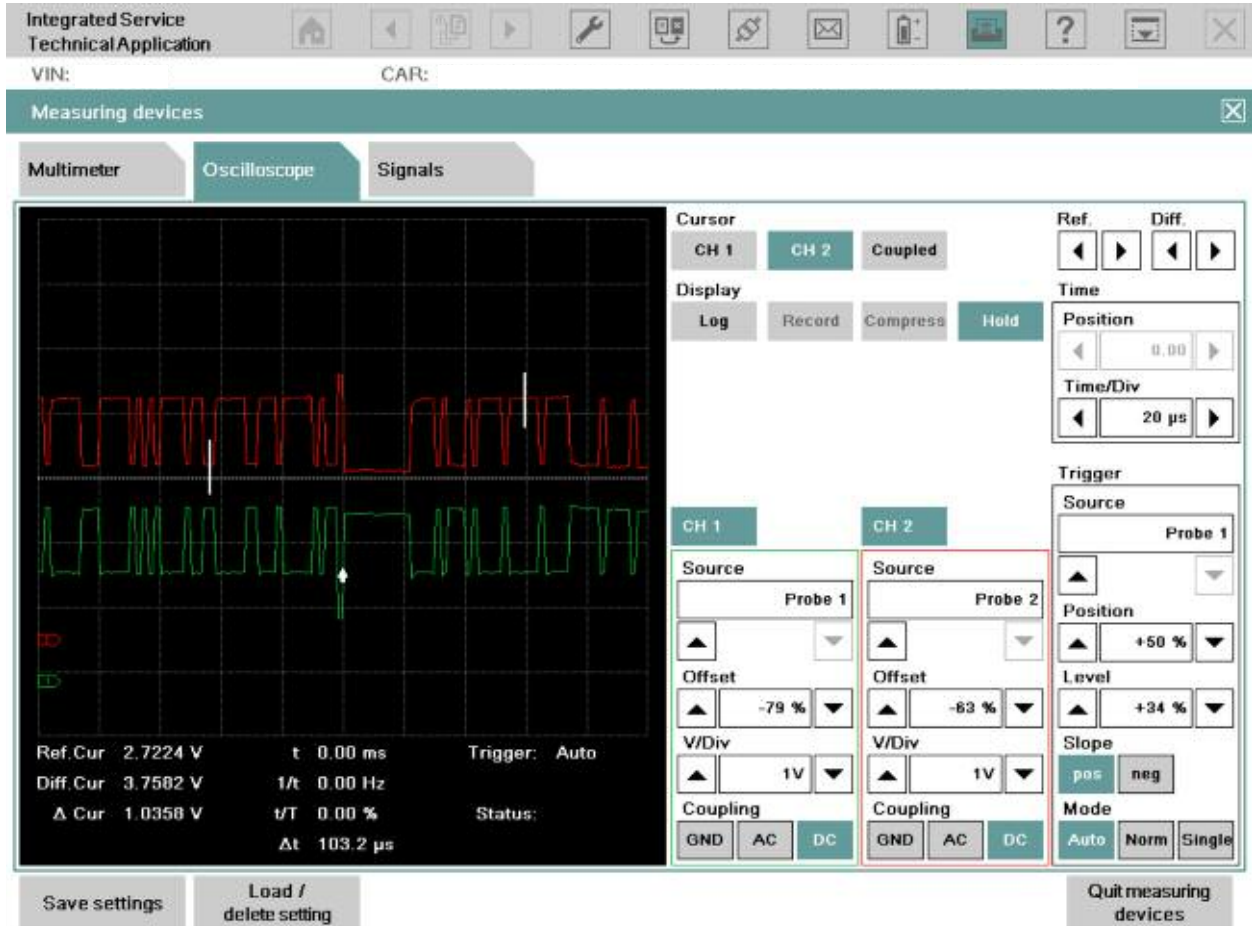 Integrated Service
Technical Application
VIN:
CAR:
Measuring devices
Multimeter
Oscilloscope
Signals
Cursor
CH 1
CH 2
Coupled
Display
Log
Record
Compress
Hold
Ref.
Diff.
Time
Position
0.00
Time/Div
20 µs
CH 1
Source
Probe 1
Offset
-79 %
V/Div
1V
Coupling
GND
AC
DC
CH 2
Source
Probe 2
Offset
-63 %
V/Div
1V
Coupling
GND
AC
DC
Trigger
Source
Probe 1
Position
+50 %
Level
+34 %
Slope
pos
neg
Mode
Auto
Norm
Single
Ref.Cur 2.7224 V
t 0.00 ms
Trigger: Auto
Diff.Cur 3.7582 V
1/t 0.00 Hz
Δ Cur 1.0358 V
t/T 0.00 %
Status:
Δt 103.2 µs
Save settings
Load /
delete setting
Quit measuring
devices